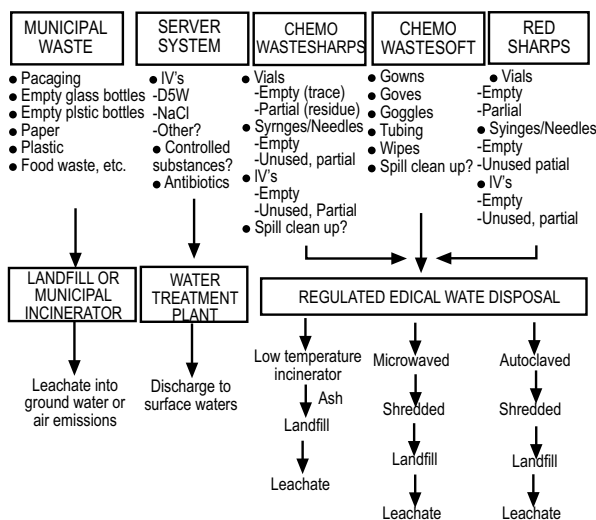 MUNICIPAL
WASTE
● Pacaging
● Empty glass bottles
● Empty plstic bottles
● Paper
● Plastic
● Food waste, etc.
LANDFILL OR
MUNICIPAL
INCINERATOR
Leachate into
ground water or
air emissions
SERVER
SYSTEM
● IV's
-D5W
-NaCl
-Other?
● Controlled
substances?
● Antibiotics
WATER
TREATMENT
PLANT
Discharge to
surface waters
CHEMO
WASTESHARPS
● Vials
-Empty (trace)
-Partial (residue)
● Syrnges/Needles
-Empty
-Unused, partial
● IV's
-Empty
-Unused, Partial
● Spill clean up?
CHEMO
WASTESOFT
● Gowns
● Goves
● Goggles
● Tubing
● Wipes
● Spill clean up?
RED
SHARPS
● Vials
-Empty
-Parlial
● Syinges/Needles
-Empty
-Unused patial
● IV's
-Empty
-Unused, partial
REGULATED EDICAL WATE DISPOSAL
Low temperature
incinerator
Ash
Landfill
Leachate
Microwaved
Shredded
Landfill
Leachate
Autoclaved
Shredded
Landfill
Leachate